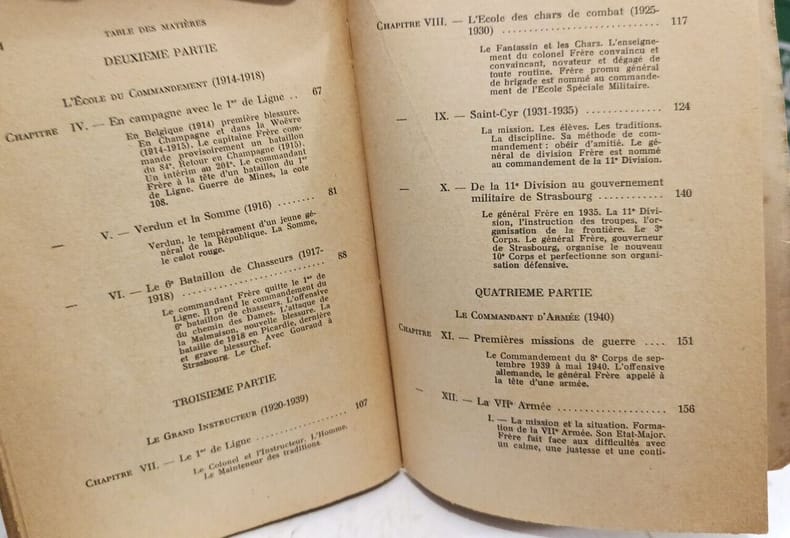 TABLE DES MATIÈRES
DEUXIEME PARTIE
L'ÉCOLE DU COMMANDEMENT (1914-1918)
CHAPITRE IV. — En campagne avec le 1er de Ligne .. 67
En Belgique (1914) première blessure.
En Champagne et dans la Woëvre
(1914-1915). Le capitaine Frère com-
mande provisoirement un bataillon
du 84e. Retour en Champagne (1915).
Un intérim au 201e. Le commandant
Frère à la tête d'un bataillon du 1er
de Ligne. Guerre de Mines, la cote
108.
— V. — Verdun et la Somme (1916) ........ 81
Verdun, le tempérament d'un jeune gé-
néral de la République. La Somme,
le calot rouge.
— VI. — Le 6e Bataillon de Chasseurs (1917-
1918) .............................. 88
Le commandant Frère quitte le 1er de
Ligne. Il prend le commandement du
6e bataillon de chasseurs. L'offensive
du chemin des Dames. L'attaque de
la Malmaison, nouvelle blessure. La
bataille de 1918 en Picardie, dernière
et grave blessure. Avec Gouraud à
Strasbourg. Le Chef.
TROISIEME PARTIE
LE GRAND INSTRUCTEUR (1920-1939)
CHAPITRE VII. — Le 1er de Ligne .................... 107
Le Colonel et l'Instructeur. L'Homme.
Le Mainteneur des traditions.
CHAPITRE VIII. — L'Ecole des chars de combat (1925-
1930) .............................. 117
Le Fantassin et les Chars. L'enseigne-
ment du colonel Frère convaincu et
convaincant, novateur et dégagé de
toute routine. Frère promu général
de brigade est nommé au commande-
ment de l'Ecole Spéciale Militaire.
— IX. — Saint-Cyr (1931-1935) ............. 124
La mission. Les élèves. Les traditions.
La discipline. Sa méthode de com-
mandement : obéir d'amitié. Le gé-
néral de division Frère est nommé
au commandement de la 11e Division.
— X. — De la 11e Division au gouvernement
militaire de Strasbourg ............ 140
Le général Frère en 1935. La 11e Divi-
sion, l'instruction des troupes, l'or-
ganisation de la frontière. Le 3e
Corps. Le général Frère, gouverneur
de Strasbourg, organise le nouveau
10e Corps et perfectionne son organi-
sation défensive.
QUATRIEME PARTIE
LE COMMANDANT D'ARMÉE (1940)
CHAPITRE XI. — Premières missions de guerre .... 151
Le Commandement du 8e Corps de sep-
tembre 1939 à mai 1940. L'offensive
allemande, le général Frère appelé à
la tête d'une armée.
— XII. — La VIIe Armée .................... 156
I. — La mission et la situation. Forma-
tion de la VIIe Armée. Son Etat-Major.
Frère fait face aux difficultés avec
un calme, une justesse et une conti-